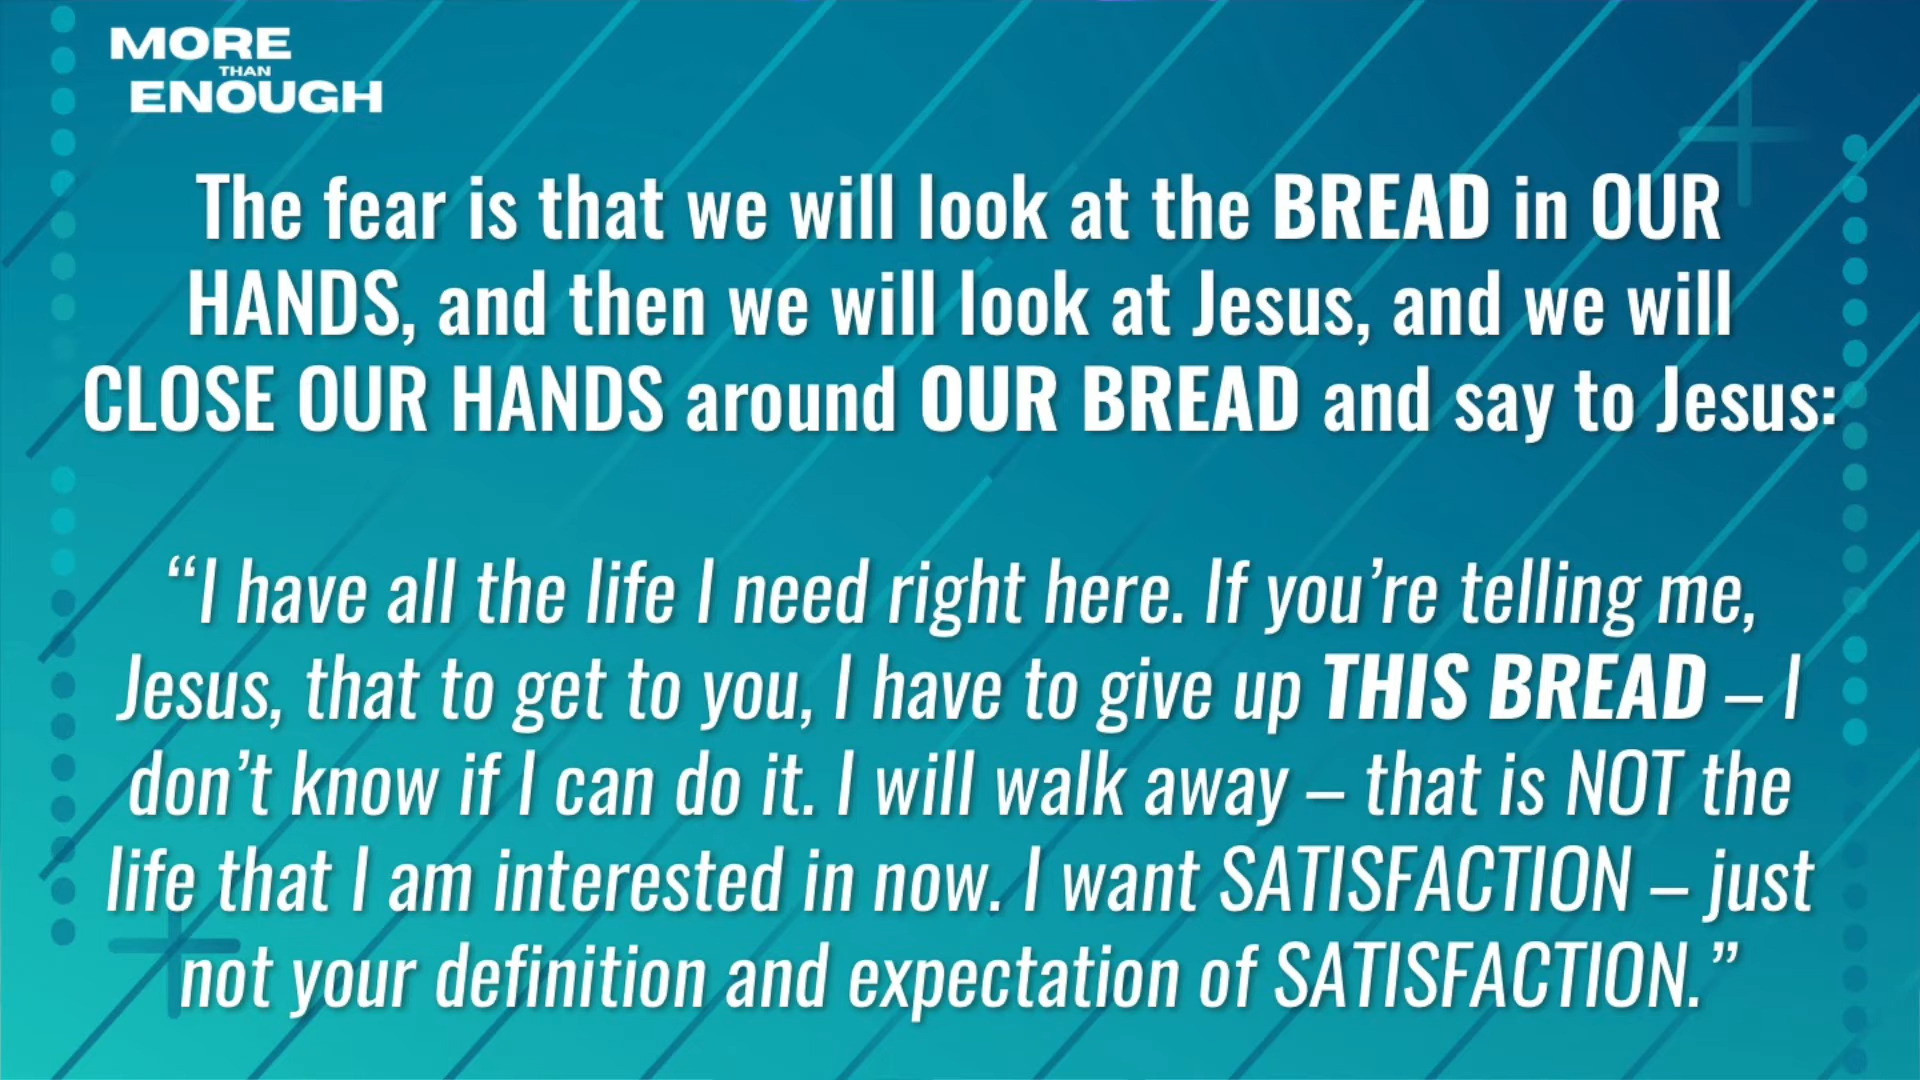 MORE
THAN
ENOUGH
The fear is that we will look at the BREAD in OUR
HANDS, and then we will look at Jesus, and we will
CLOSE OUR HANDS around OUR BREAD and say to Jesus:
“I have all the life I need right here. If you’re telling me,
Jesus, that to get to you, I have to give up THIS BREAD – I
don’t know if I can do it. I will walk away – that is NOT the
life that I am interested in now. I want SATISFACTION – just
not your definition and expectation of SATISFACTION.”